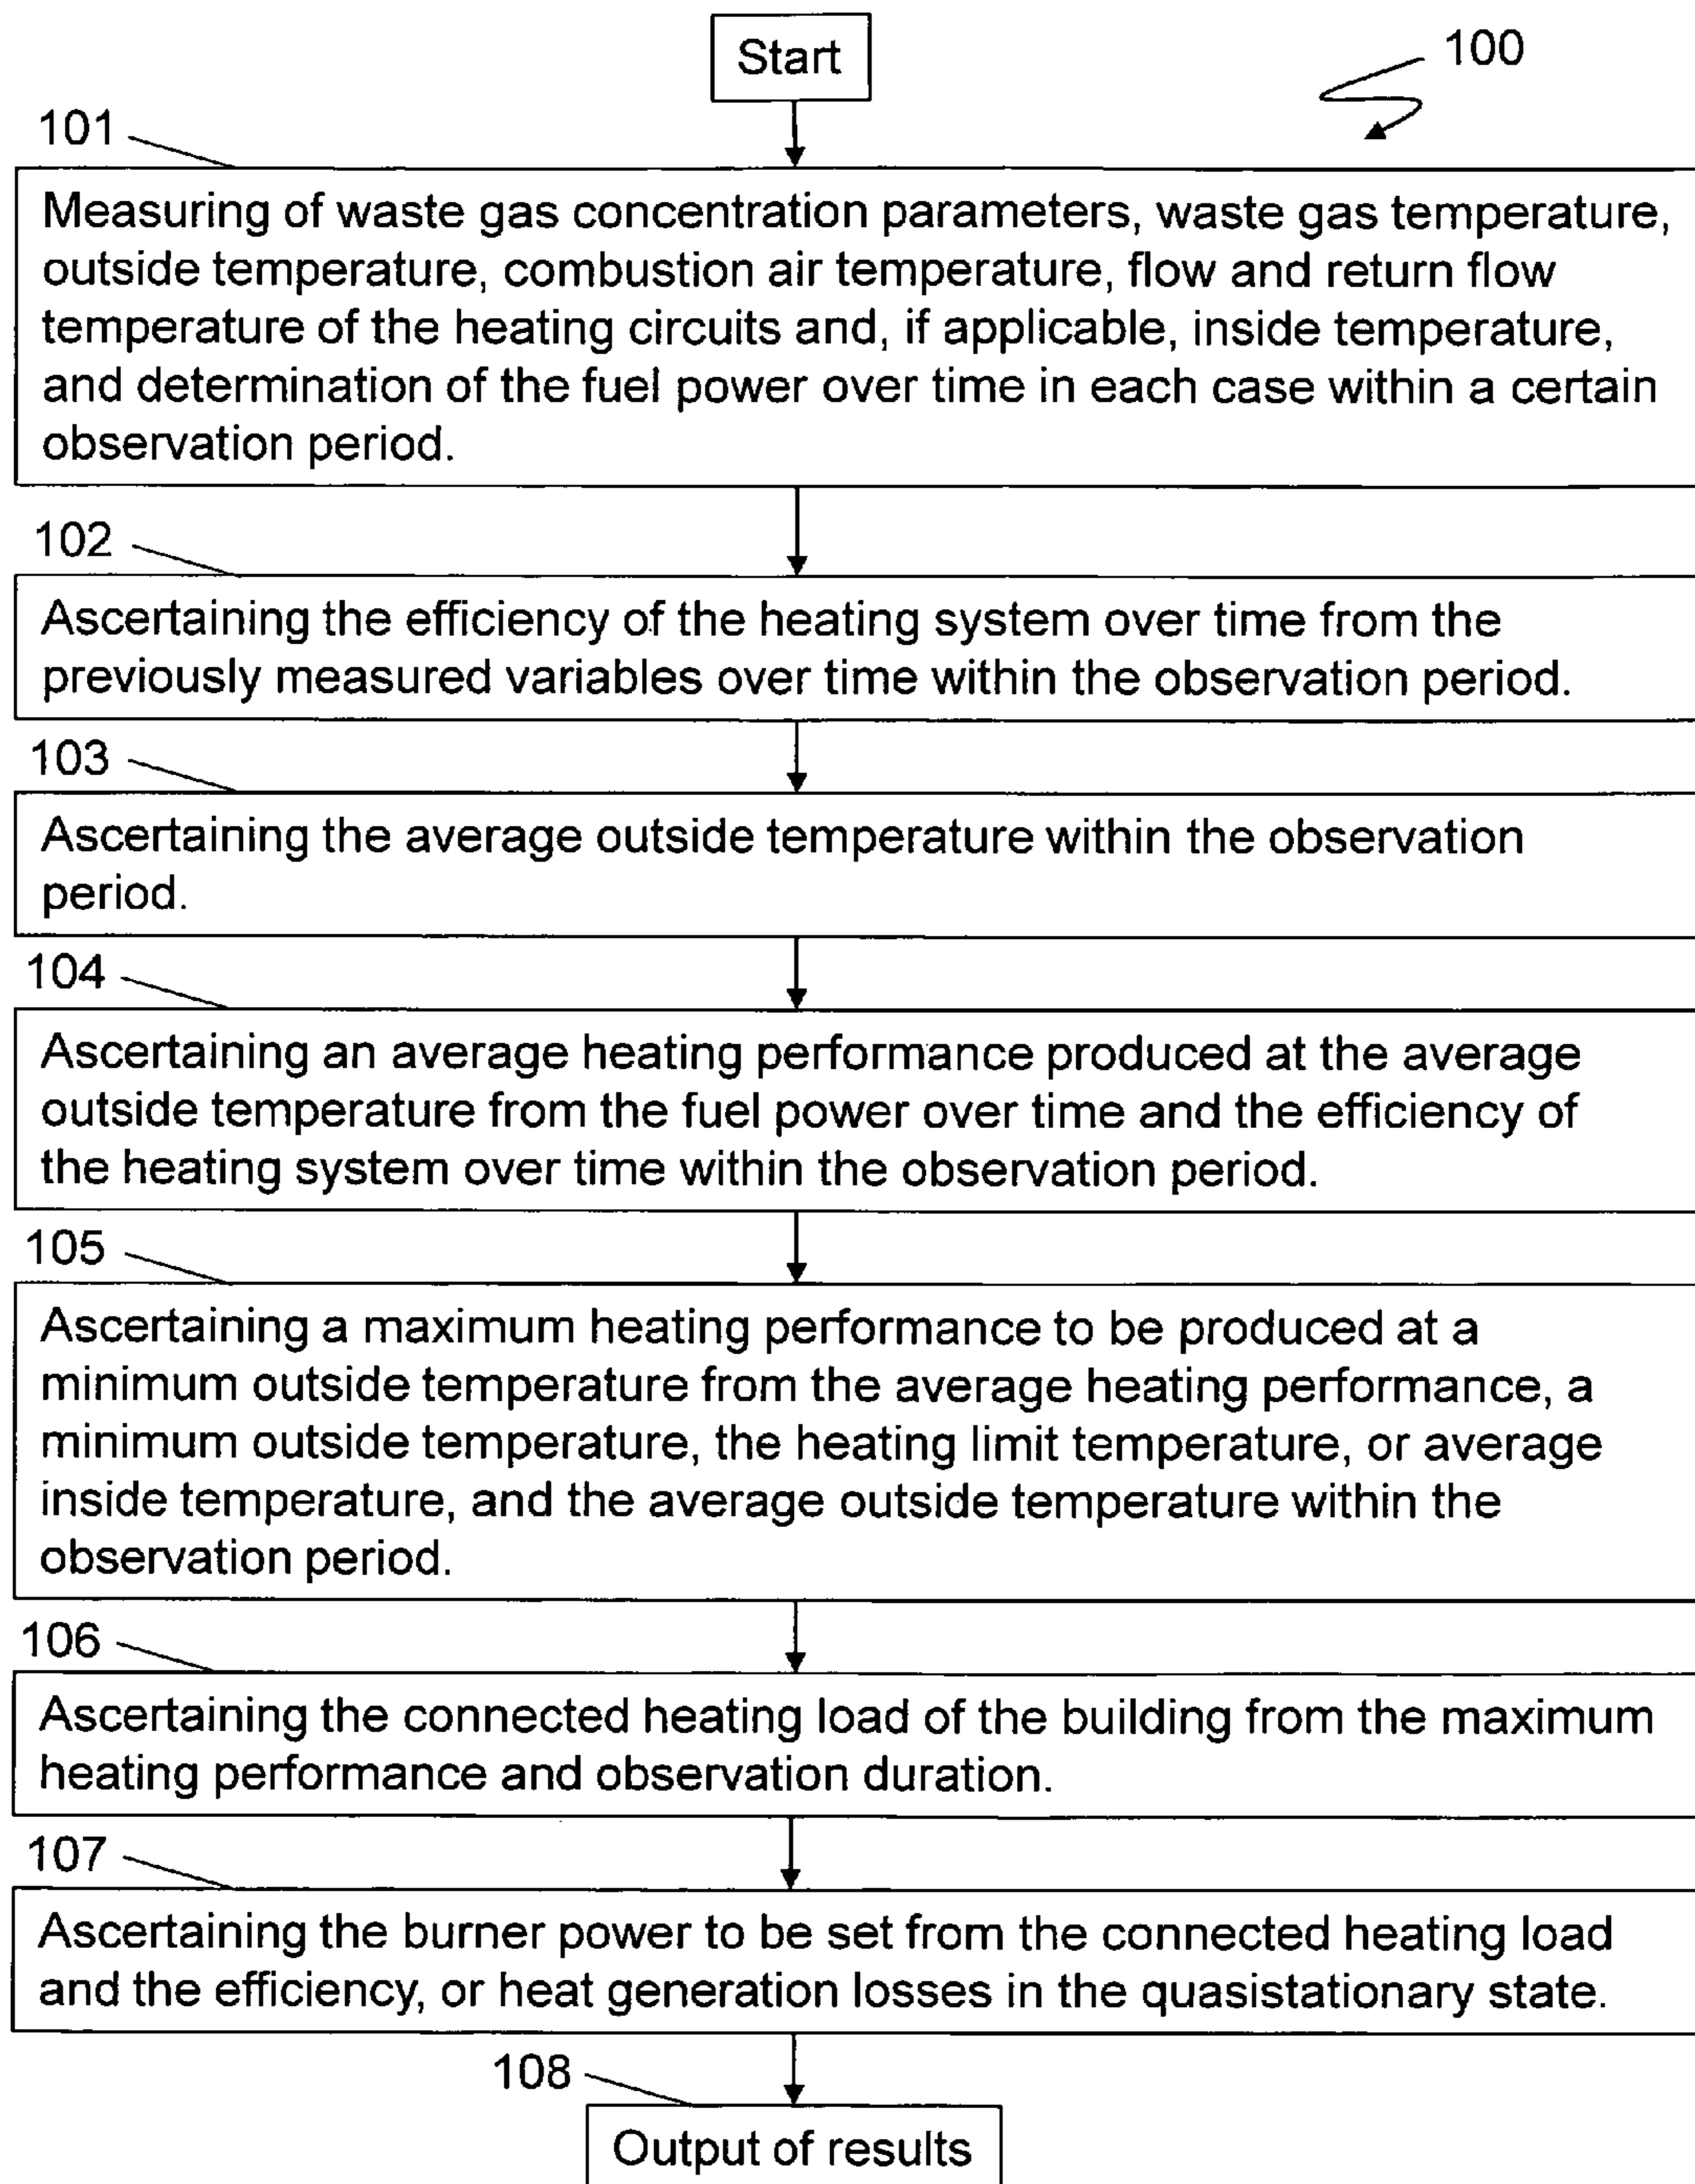 Start
100
101
Measuring of waste gas concentration parameters, waste gas temperature,
outside temperature, combustion air temperature, flow and return flow
temperature of the heating circuits and, if applicable, inside temperature,
and determination of the fuel power over time in each case within a certain
observation period.
102
Ascertaining the efficiency of the heating system over time from the
previously measured variables over time within the observation period.
103
Ascertaining the average outside temperature within the observation
period.
104
Ascertaining an average heating performance produced at the average
outside temperature from the fuel power over time and the efficiency of
the heating system over time within the observation period.
105
Ascertaining a maximum heating performance to be produced at a
minimum outside temperature from the average heating performance, a
minimum outside temperature, the heating limit temperature, or average
inside temperature, and the average outside temperature within the
observation period.
106
Ascertaining the connected heating load of the building from the maximum
heating performance and observation duration.
107
Ascertaining the burner power to be set from the connected heating load
and the efficiency, or heat generation losses in the quasistationary state.
108
Output of results